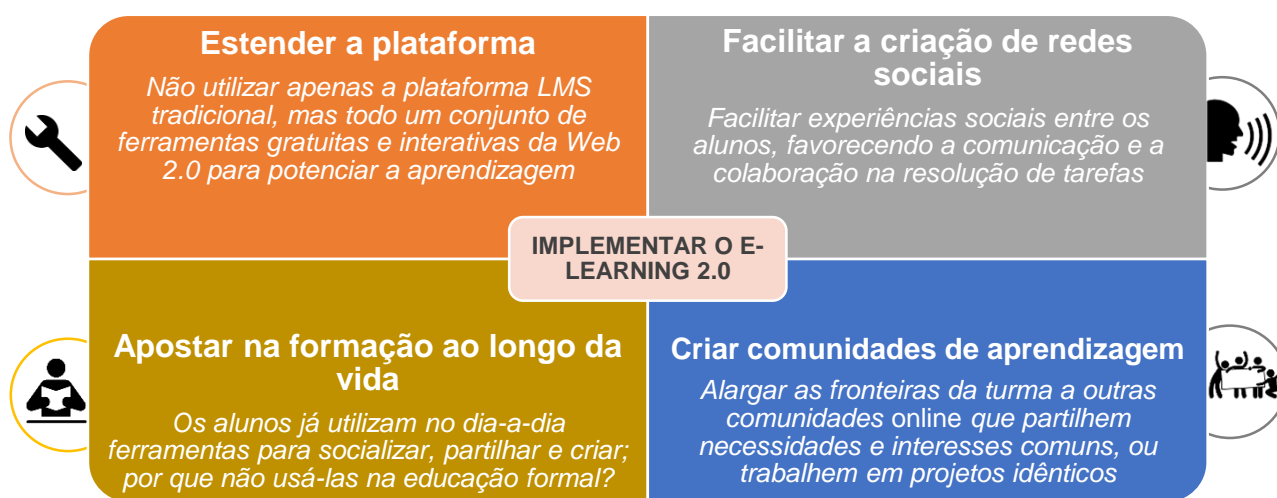 Estender a plataforma
Não utilizar apenas a plataforma LMS
tradicional, mas todo um conjunto de
ferramentas gratuitas e interativas da Web
2.0 para potenciar a aprendizagem
Facilitar a criação de redes
sociais
Facilitar experiências sociais entre os
alunos, favorecendo a comunicação e a
colaboração na resolução de tarefas
IMPLEMENTAR O E-
LEARNING 2.0
Apostar na formação ao longo da
vida
Os alunos já utilizam no dia-a-dia
ferramentas para socializar, partilhar e criar;
por que não usá-las na educação formal?
Criar comunidades de aprendizagem
Alargar as fronteiras da turma a outras
comunidades online que partilhem
necessidades e interesses comuns, ou
trabalhem em projetos idênticos